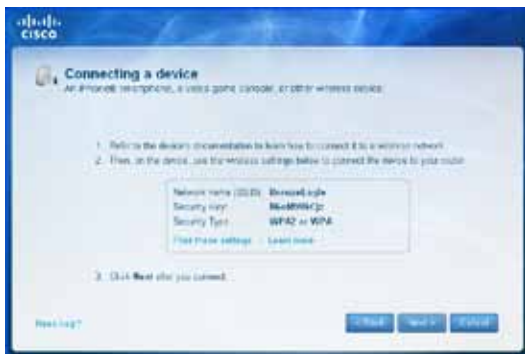 CISCO
Connecting a device
An iPhone® smartphone, a video game console, or other wireless device.
1. Refer to the device's documentation to learn how to connect it to a wireless network.
2. Then, on the device, use the wireless settings below to connect the device to your router.
Network name (SSID):
Security Key:
Security Type: WPA2 or WPA
Print these settings Learn more
3. Click Next after you connect.
Need help?
< Back Next > Cancel